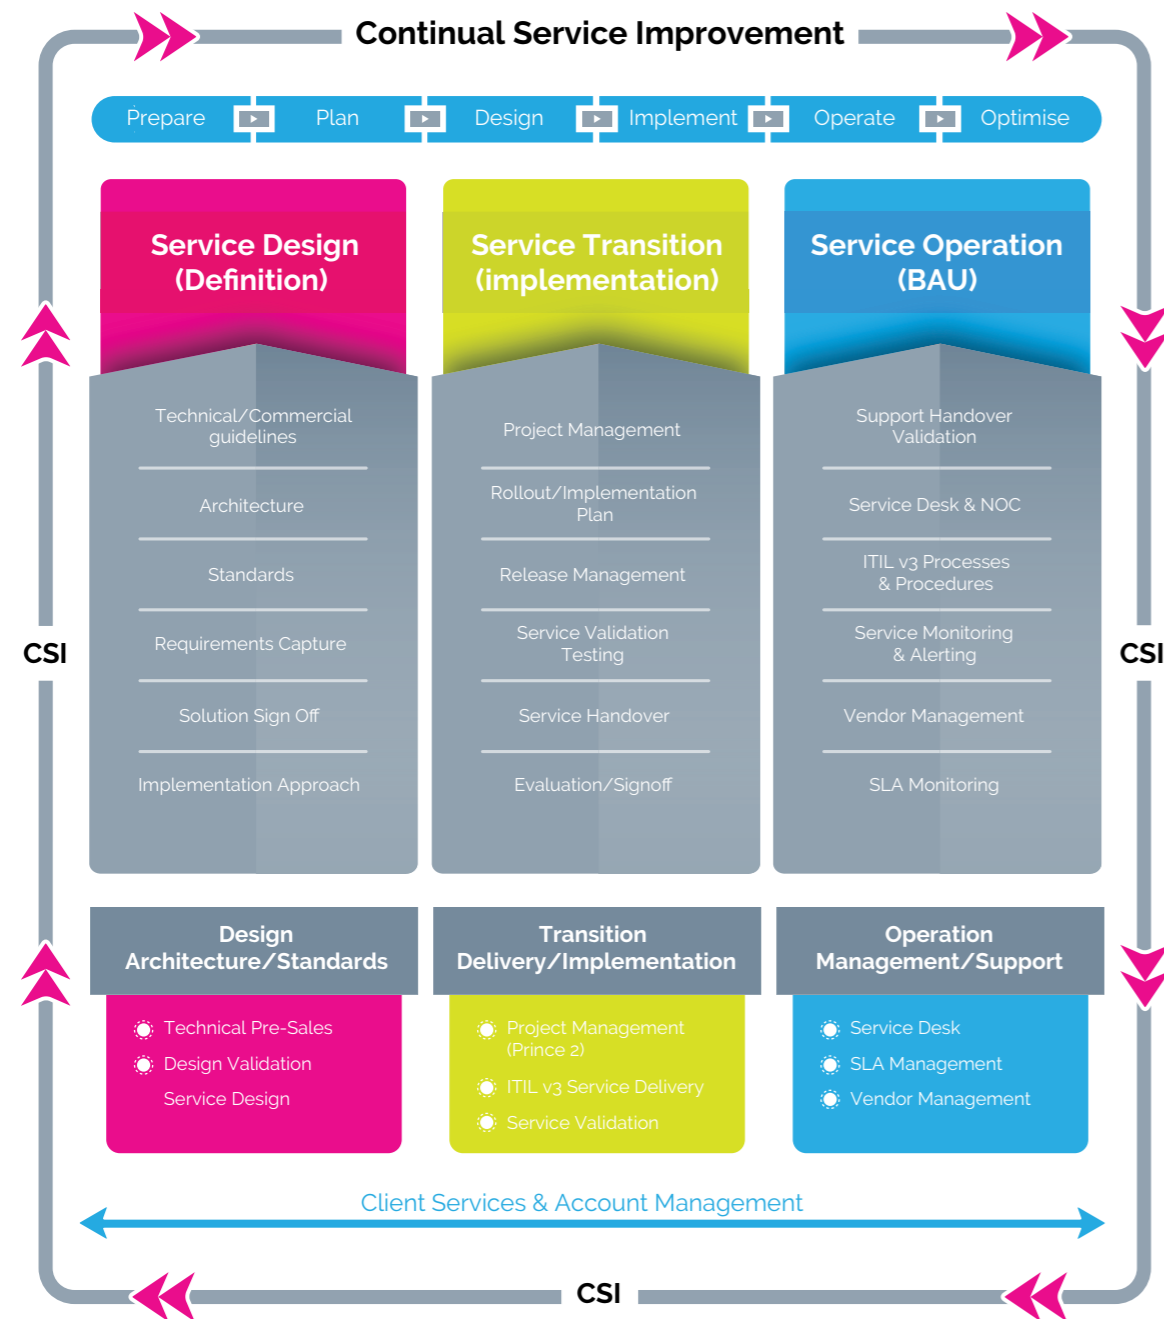 Continual Service Improvement
Prepare
Plan
Design
Implement
Operate
Optimise
Service Design
(Definition)
Technical/Commercial
guidelines
Architecture
Standards
Requirements Capture
Solution Sign Off
Implementation Approach
Service Transition
(implementation)
Project Management
Rollout/Implementation
Plan
Release Management
Service Validation
Testing
Service Handover
Evaluation/Signoff
Service Operation
(BAU)
Support Handover
Validation
Service Desk & NOC
ITIL v3 Processes
& Procedures
Service Monitoring
& Alerting
Vendor Management
SLA Monitoring
CSI
CSI
Design
Architecture/Standards
Technical Pre-Sales
Design Validation
Service Design
Transition
Delivery/Implementation
Project Management
(Prince 2)
ITIL v3 Service Delivery
Service Validation
Operation
Management/Support
Service Desk
SLA Management
Vendor Management
Client Services & Account Management
CSI